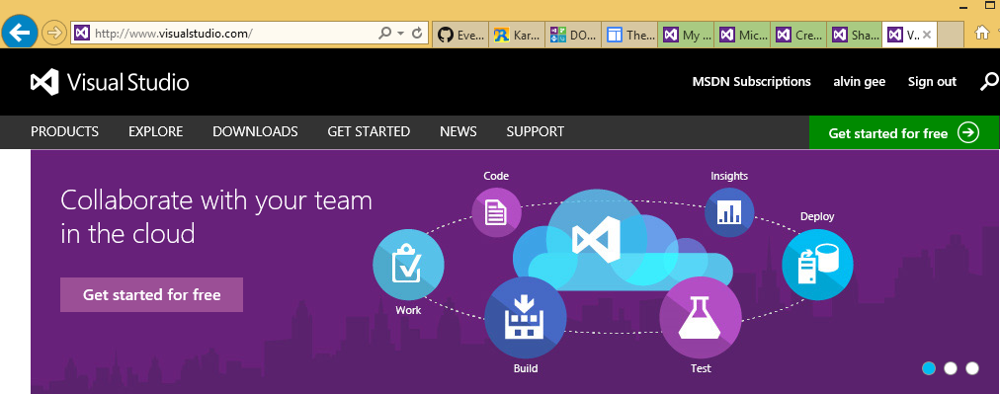 http://www.visualstudio.com/
Eve...
Kar...
DO...
The...
My ...
Mic...
Cre...
Sha...
V...
Visual Studio
MSDN Subscriptions
alvin gee
Sign out
PRODUCTS
EXPLORE
DOWNLOADS
GET STARTED
NEWS
SUPPORT
Get started for free
Collaborate with your team
in the cloud
Get started for free
Code
Insights
Deploy
Work
Build
Test